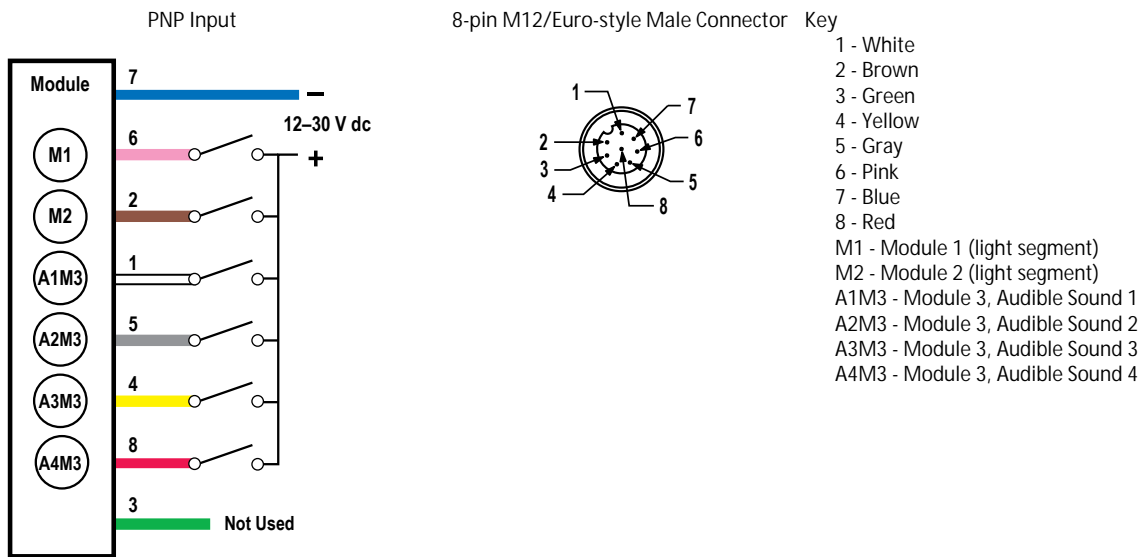 PNP Input
8-pin M12/Euro-style Male Connector
Key
1 - White
2 - Brown
3 - Green
4 - Yellow
5 - Gray
6 - Pink
7 - Blue
8 - Red
M1 - Module 1 (light segment)
M2 - Module 2 (light segment)
A1M3 - Module 3, Audible Sound 1
A2M3 - Module 3, Audible Sound 2
A3M3 - Module 3, Audible Sound 3
A4M3 - Module 3, Audible Sound 4
Module
7
–
12–30 V dc
+
M1
6
M2
2
A1M3
1
A2M3
5
A3M3
4
A4M3
8
3
Not Used
1
7
2
6
3
5
4
8